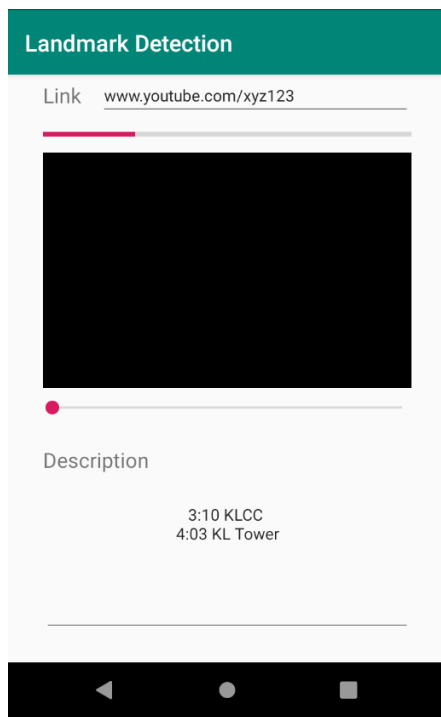 Landmark Detection
Link www.youtube.com/xyz123
Description
3:10 KLCC
4:03 KL Tower